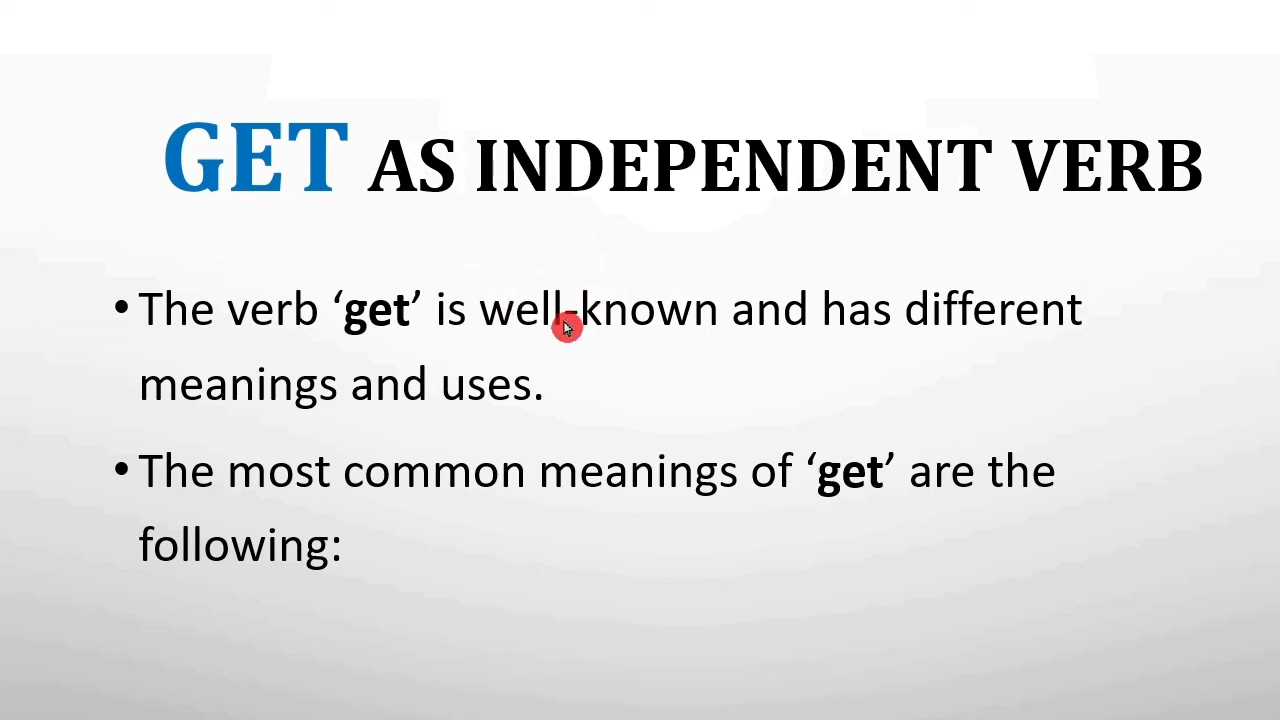 GET AS INDEPENDENT VERB
• The verb ‘get’ is well-known and has different
meanings and uses.
• The most common meanings of ‘get’ are the
following: